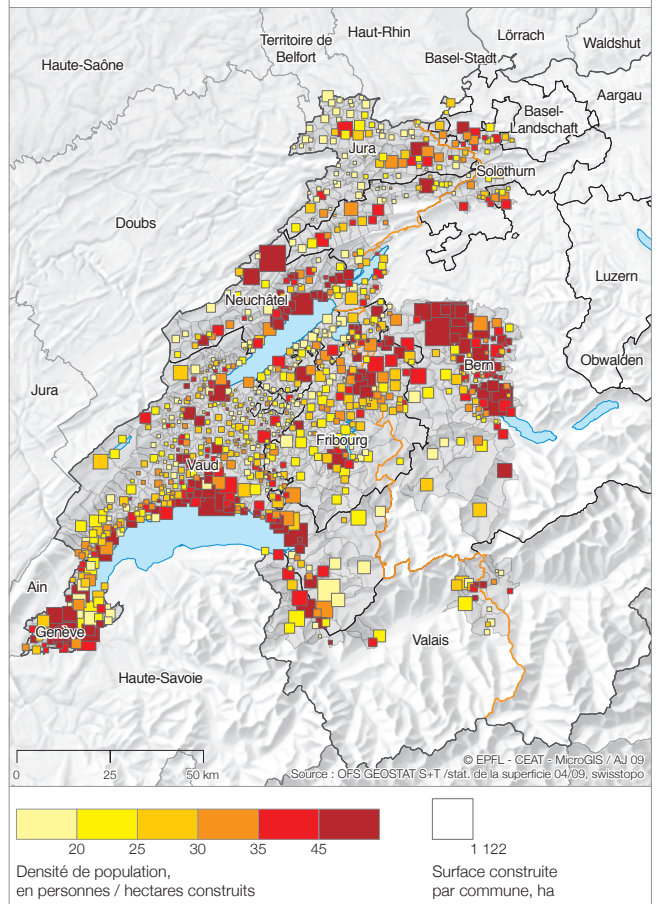 Haute-Saône
Territoire de
Belfort
Haut-Rhin
Lörrach
Waldshut
Basel-Stadt
Aargau
Basel-
Landschaft
Jura
Solothurn
Doubs
Luzern
Neuchâtel
Obwalden
Bern
Jura
Fribourg
Vaud
Ain
Genève
Valais
Haute-Savoie
0 25 50 km
© EPFL - CEAT - MicroGIS / AJ 09
Source : OFS GEOSTAT S+T /stat. de la superficie 04/09, swisstopo
20 25 30 35 45
1 122
Densité de population,
en personnes / hectares construits
Surface construite
par commune, ha